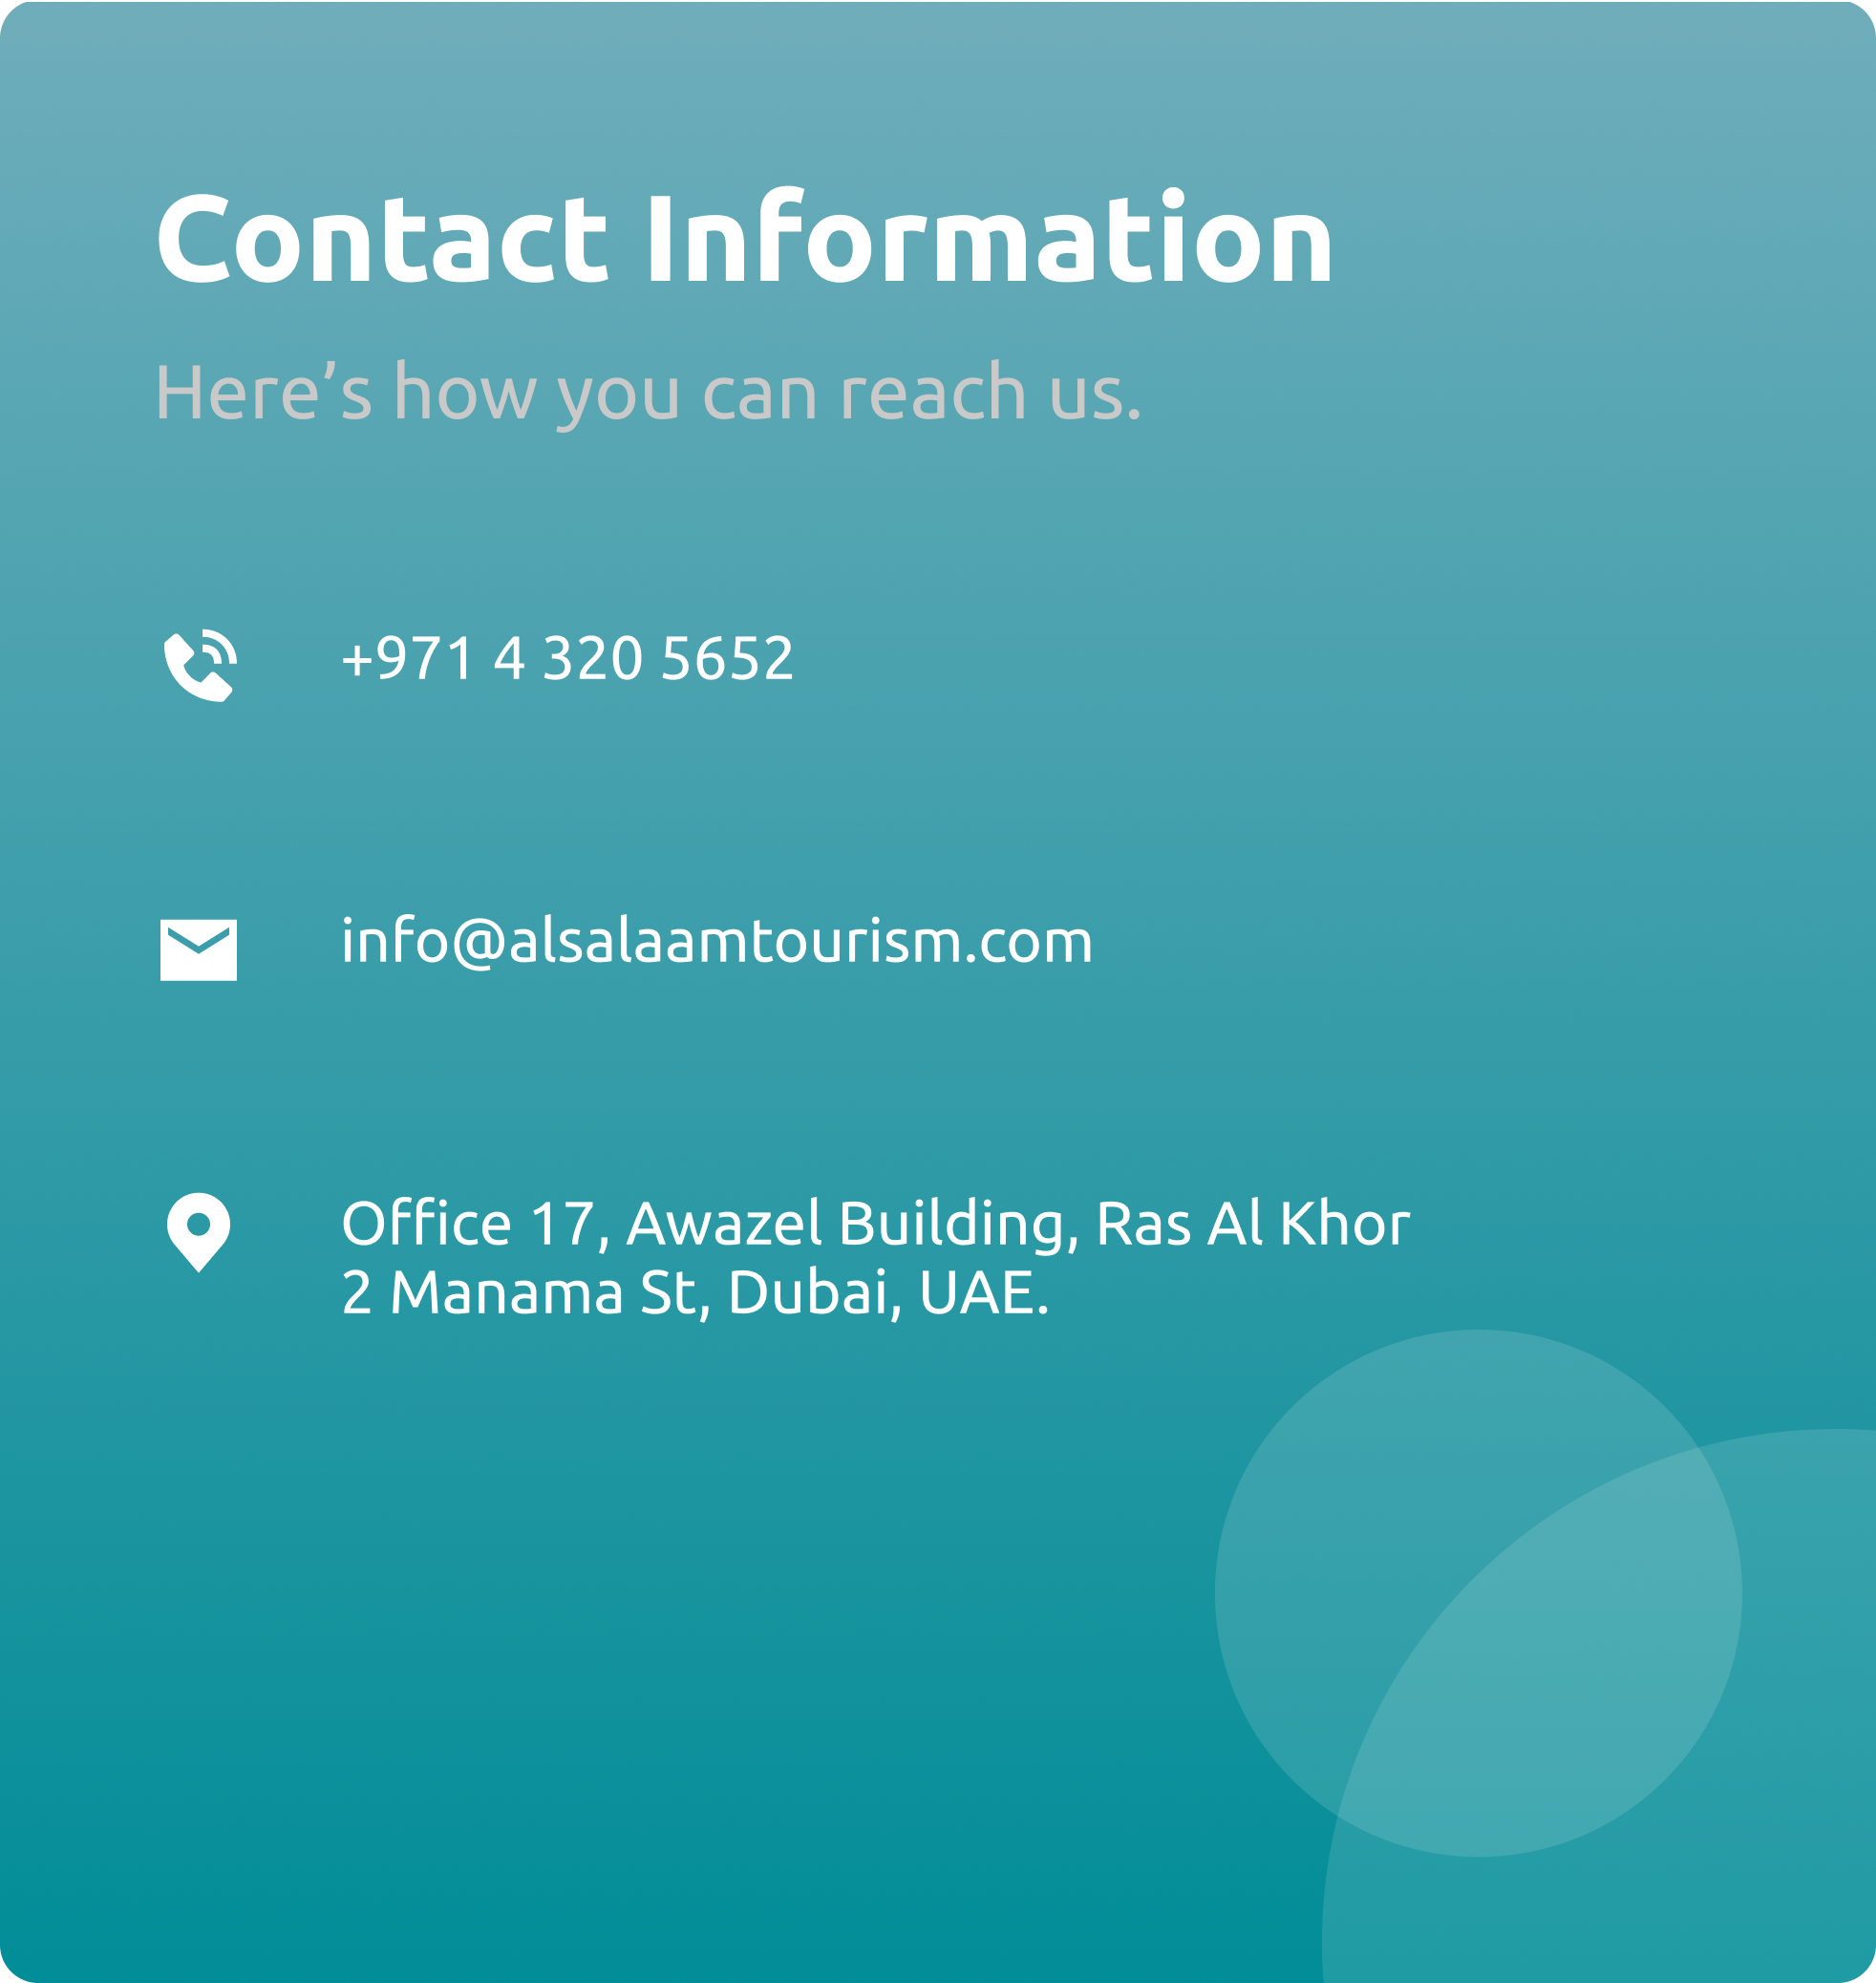 Contact Information
Here’s how you can reach us.
+971 4 320 5652
info@alsalaamtourism.com
Office 17, Awazel Building, Ras Al Khor
2 Manama St, Dubai, UAE.